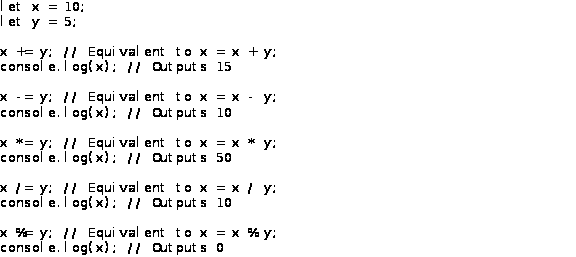 let x = 10;
let y = 5;

x += y; // Equivalent to x = x + y;
console.log(x); // Outputs 15

x -= y; // Equivalent to x = x - y;
console.log(x); // Outputs 10

x *= y; // Equivalent to x = x * y;
console.log(x); // Outputs 50

x /= y; // Equivalent to x = x / y;
console.log(x); // Outputs 10

x %= y; // Equivalent to x = x % y;
console.log(x); // Outputs 0